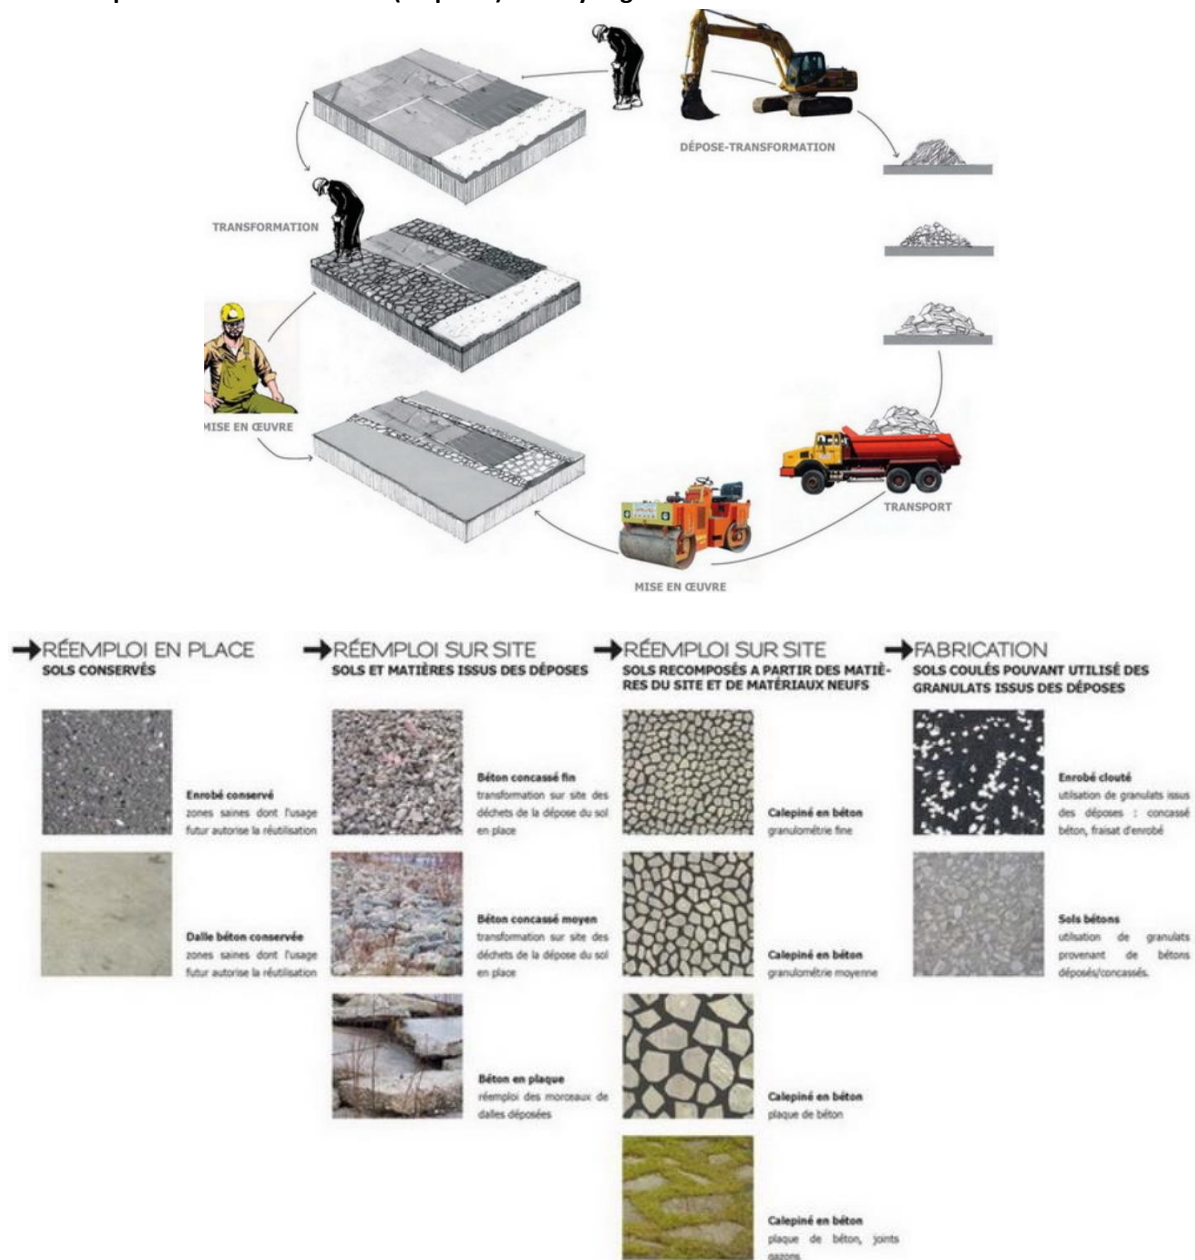 DÉPOSE-TRANSFORMATION
TRANSFORMATION
MISE EN ŒUVRE
TRANSPORT
MISE EN ŒUVRE
RÉEMPLOI EN PLACE
SOLS CONSERVÉS
Enrobé conservé
zones saines dont l'usage
futur autorise la réutilisation
Dalle béton conservée
zones saines dont l'usage
futur autorise la réutilisation
RÉEMPLOI SUR SITE
SOLS ET MATIÈRES ISSUS DES DÉPOSES
Béton concassé fin
transformation sur site des
déchets de la dépose du sol
en place
Béton concassé moyen
transformation sur site des
déchets de la dépose du sol
en place
Béton en plaque
réemploi des morceaux de
dalles déposées
RÉEMPLOI SUR SITE
SOLS RECOMPOSÉS A PARTIR DES MATIÈ-
RES DU SITE ET DE MATÉRIAUX NEUFS
Calepiné en béton
granulométrie fine
Calepiné en béton
granulométrie moyenne
Calepiné en béton
plaque de béton
Calepiné en béton
plaque de béton, joints
gazons
FABRICATION
SOLS COULÉS POUVANT UTILISÉ DES
GRANULATS ISSUS DES DÉPOSES
Enrobé clouté
utilisation de granulats issus
des déposes : concassé
béton, fraisat d'enrobé
Sols bétons
utilisation de granulats
provenant de bétons
déposés/concassés.